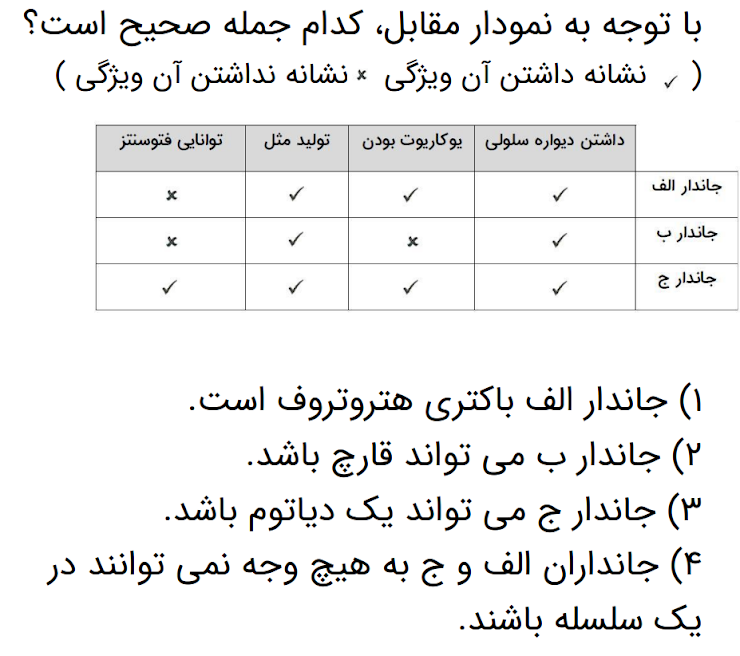 با توجه به نمودار مقابل، کدام جمله صحیح است؟
( ✓ نشانه داشتن آن ویژگی × نشانه نداشتن آن ویژگی )
داشتن دیواره سلولی یوکاریوت بودن تولید مثل توانایی فتوسنتز
جاندار الف ✓ ✓ ✓ ×
جاندار ب ✓ × ✓ ×
جاندار ج ✓ ✓ ✓ ✓
۱) جاندار الف باکتری هتروتروف است.
۲) جاندار ب می تواند قارچ باشد.
۳) جاندار ج می تواند یک دیاتوم باشد.
۴) جانداران الف و ج به هیچ وجه نمی توانند در
یک سلسله باشند.